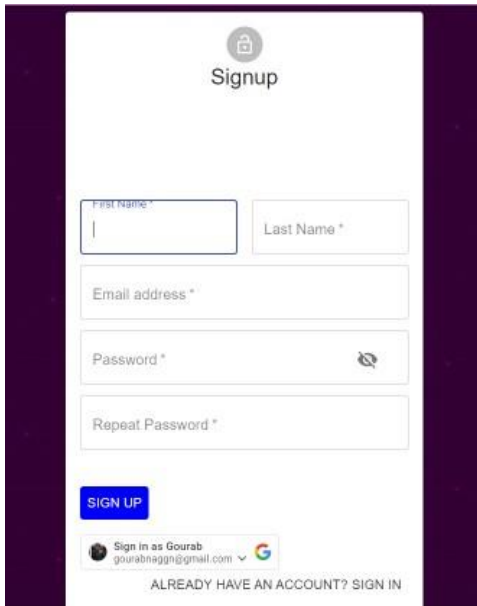 Signup
First Name *
Last Name *
Email address *
Password *
Repeat Password *
SIGN UP
Sign in as Gourab
gourabnaggn@gmail.com
ALREADY HAVE AN ACCOUNT? SIGN IN